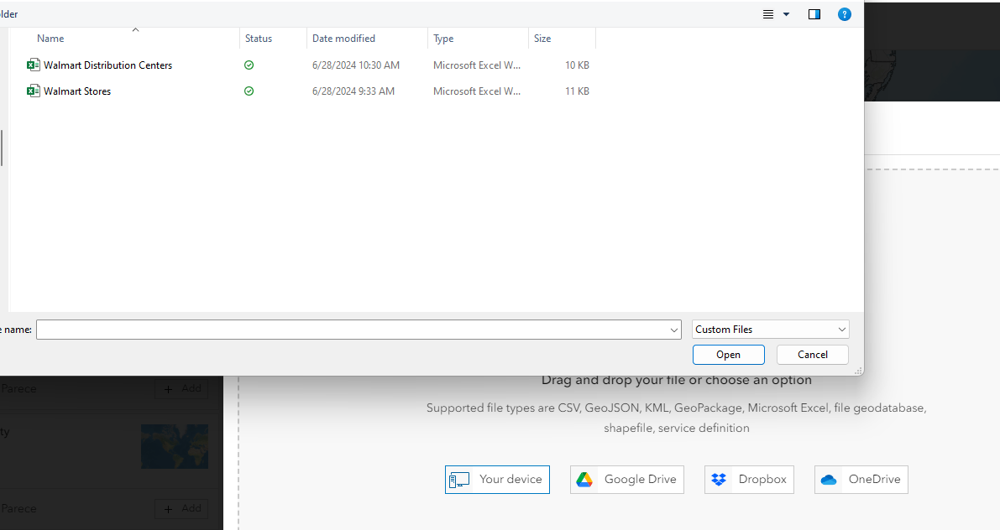 older
?
Name Status Date modified Type Size
Walmart Distribution Centers 6/28/2024 10:30 AM Microsoft Excel W... 10 KB
Walmart Stores 6/28/2024 9:33 AM Microsoft Excel W... 11 KB
e name: Custom Files
Open Cancel
Parece + Add
ty
Parece + Add
Drag and drop your file or choose an option
Supported file types are CSV, GeoJSON, KML, GeoPackage, Microsoft Excel, file geodatabase,
shapefile, service definition
Your device Google Drive Dropbox OneDrive